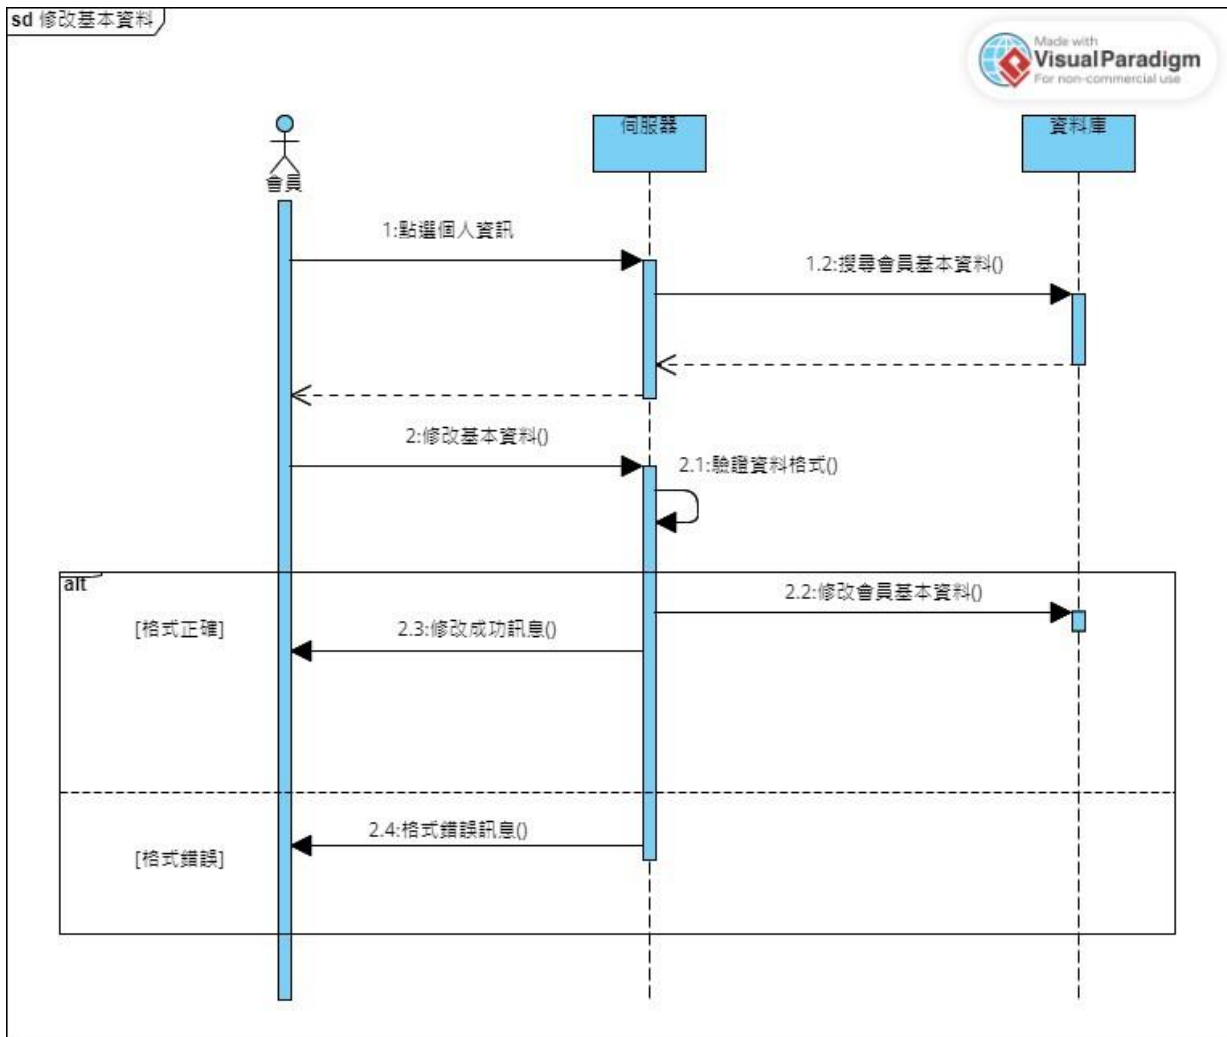 sd 修改基本資料
Made with
Visual Paradigm
For non-commercial use
會員
伺服器
資料庫
1:點選個人資訊
1.2:搜尋會員基本資料()
2:修改基本資料()
2.1:驗證資料格式()
alt
2.2:修改會員基本資料()
[格式正確]
2.3:修改成功訊息()
2.4:格式錯誤訊息()
[格式錯誤]